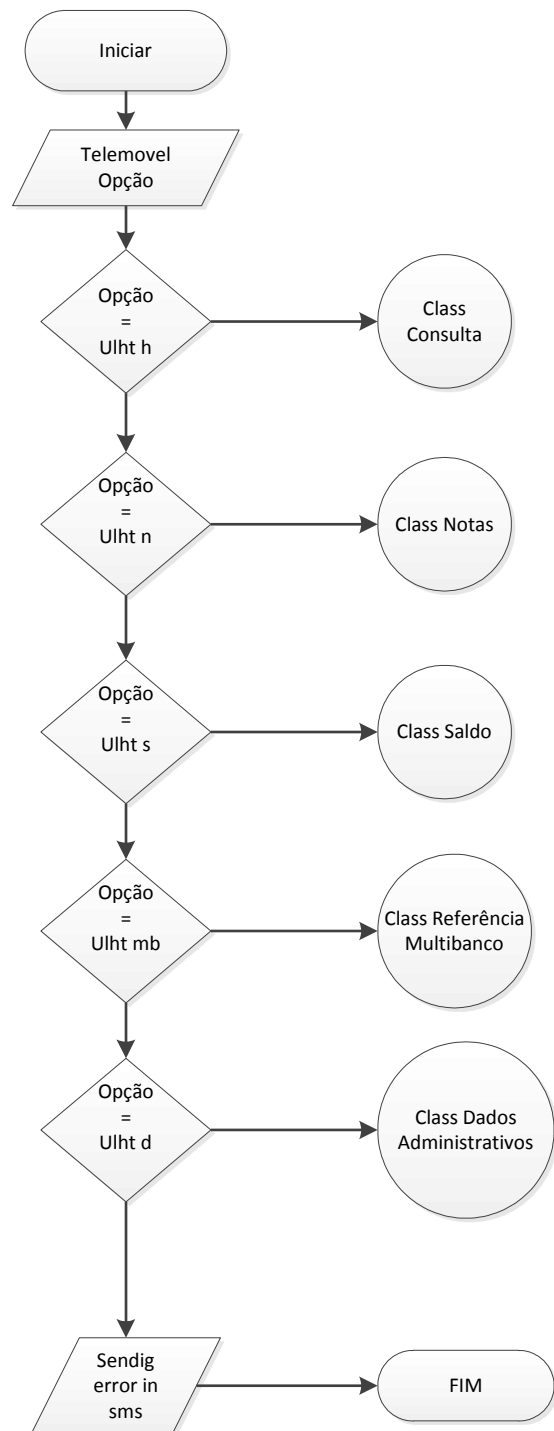 Iniciar
Telemovel
Opção
Opção
=
Ulht h
Class
Consulta
Opção
=
Ulht n
Class Notas
Opção
=
Ulht s
Class Saldo
Opção
=
Ulht mb
Class Referência
Multibanco
Opção
=
Ulht d
Class Dados
Administrativos
Sendig
error in
sms
FIM